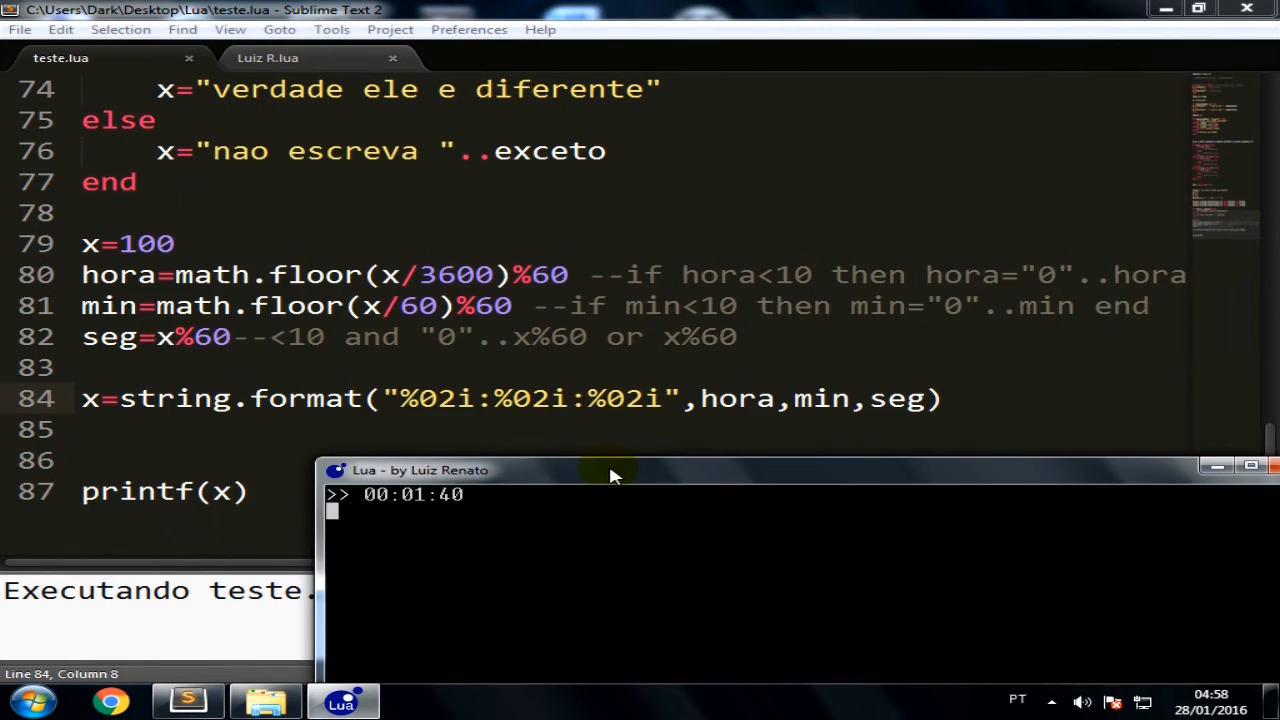 C:\Users\Dark\Desktop\Lua\teste.lua - Sublime Text 2
File Edit Selection Find View Goto Tools Project Preferences Help
teste.lua × Luiz R.lua ×
74 x="verdade ele e diferente"
75 else
76 x="nao escreva "..exceto
77 end
78
79 x=100
80 hora=math.floor(x/3600)%60 --if hora<10 then hora="0"..hora
81 min=math.floor(x/60)%60 --if min<10 then min="0"..min end
82 seg=x%60--<10 and "0"..x%60 or x%60
83
84 x=string.format("%02i:%02i:%02i",hora,min,seg)
85
86
87 printf(x)
Lua - by Luiz Renato
>> 00:01:40
Executando teste.
Line 84, Column 8
Lua
PT
04:58
28/01/2016